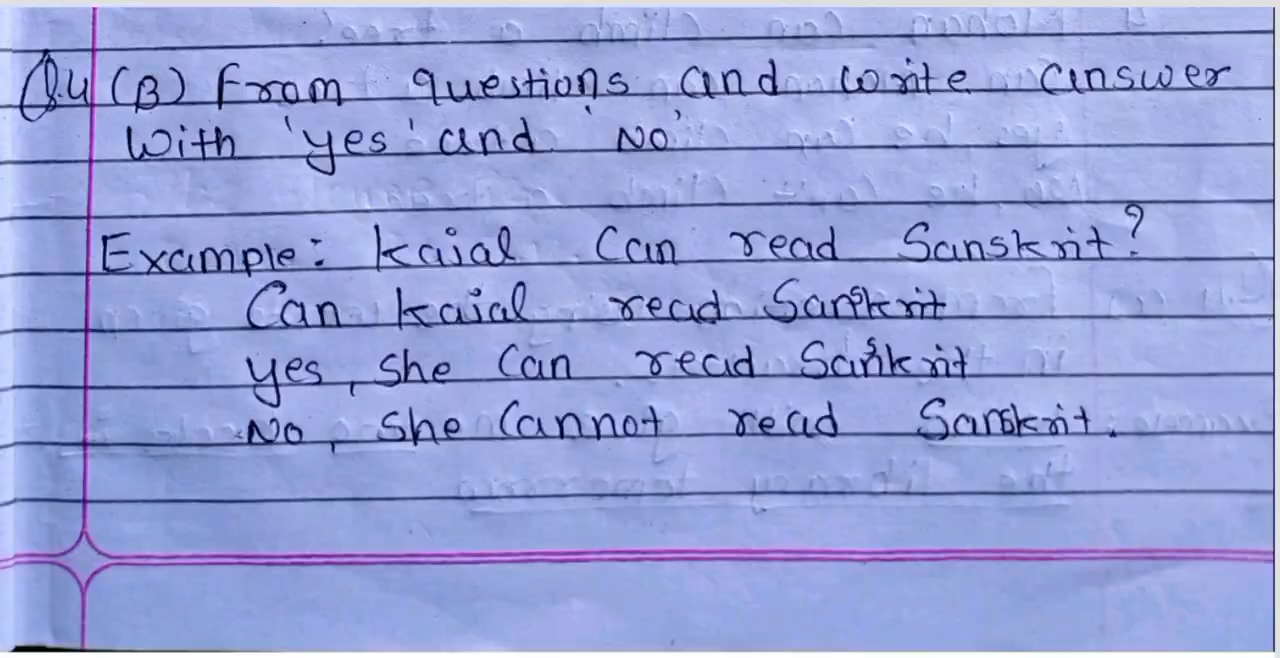 Q.4 (B) From questions and write answer
with 'yes' and 'No'
Example: Kajal can read Sanskrit?
Can kajal read Sanskrit
yes, she can read Sanskrit
No, she cannot read Sanskrit.